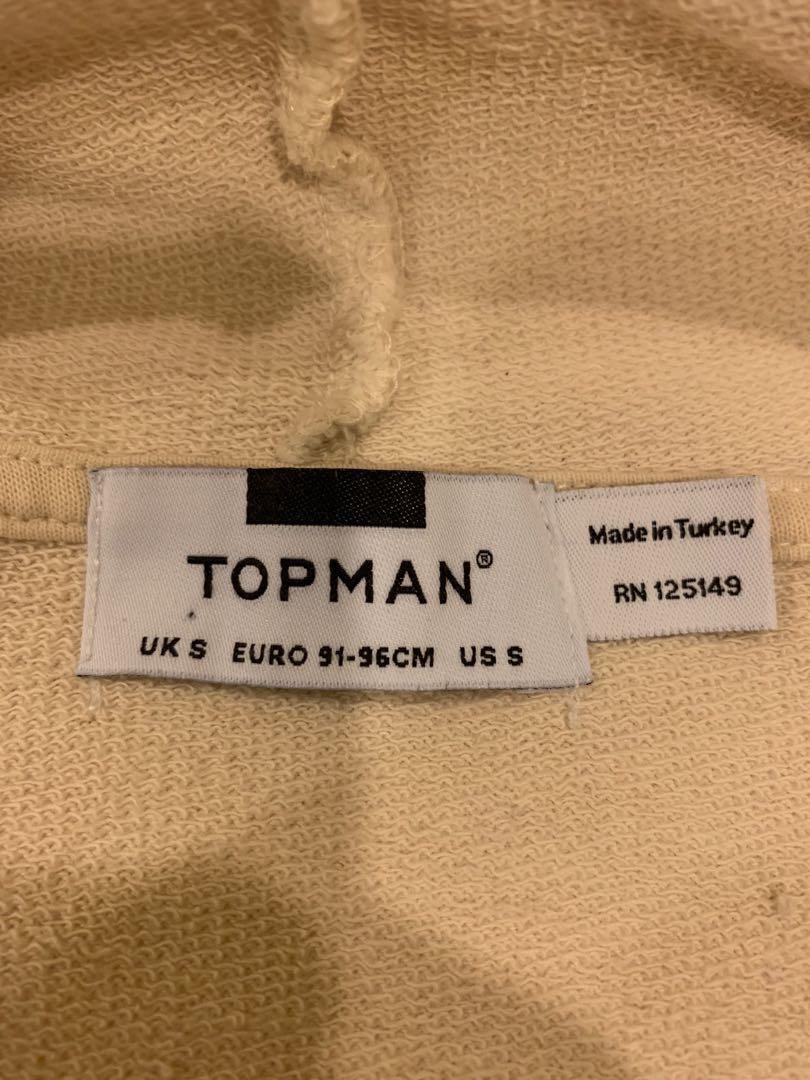 TOPMAN®
UK S EURO 91-96CM US S
Made in Turkey
RN 125149